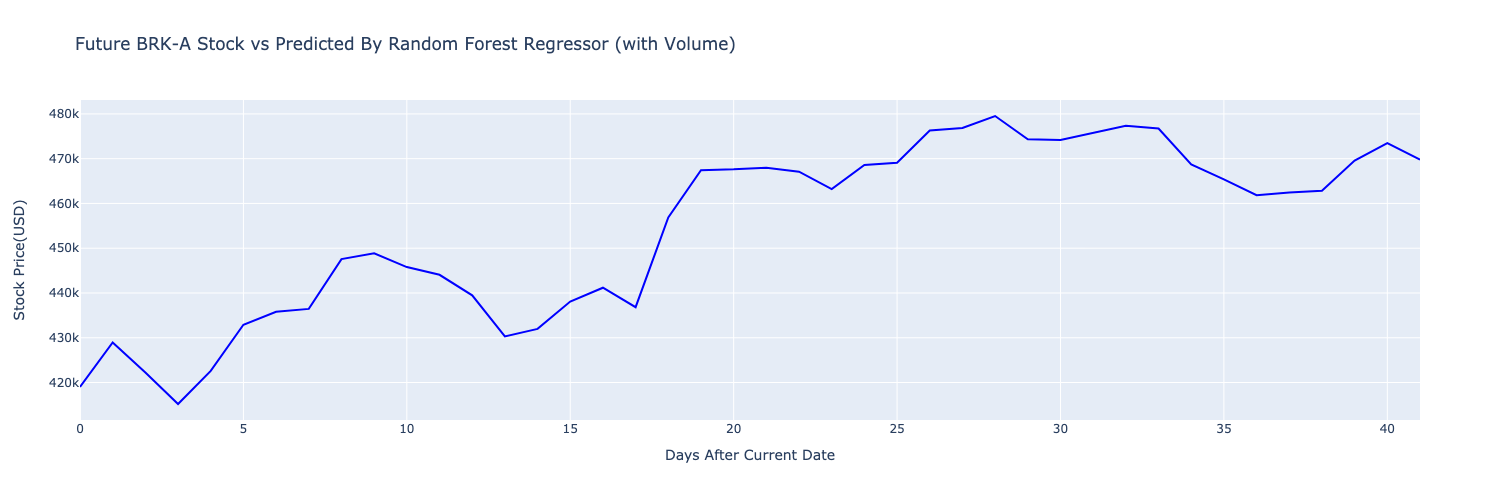 Future BRK-A Stock vs Predicted By Random Forest Regressor (with Volume)
480k
470k
460k
450k
440k
430k
420k
Stock Price(USD)
0 5 10 15 20 25 30 35 40
Days After Current Date